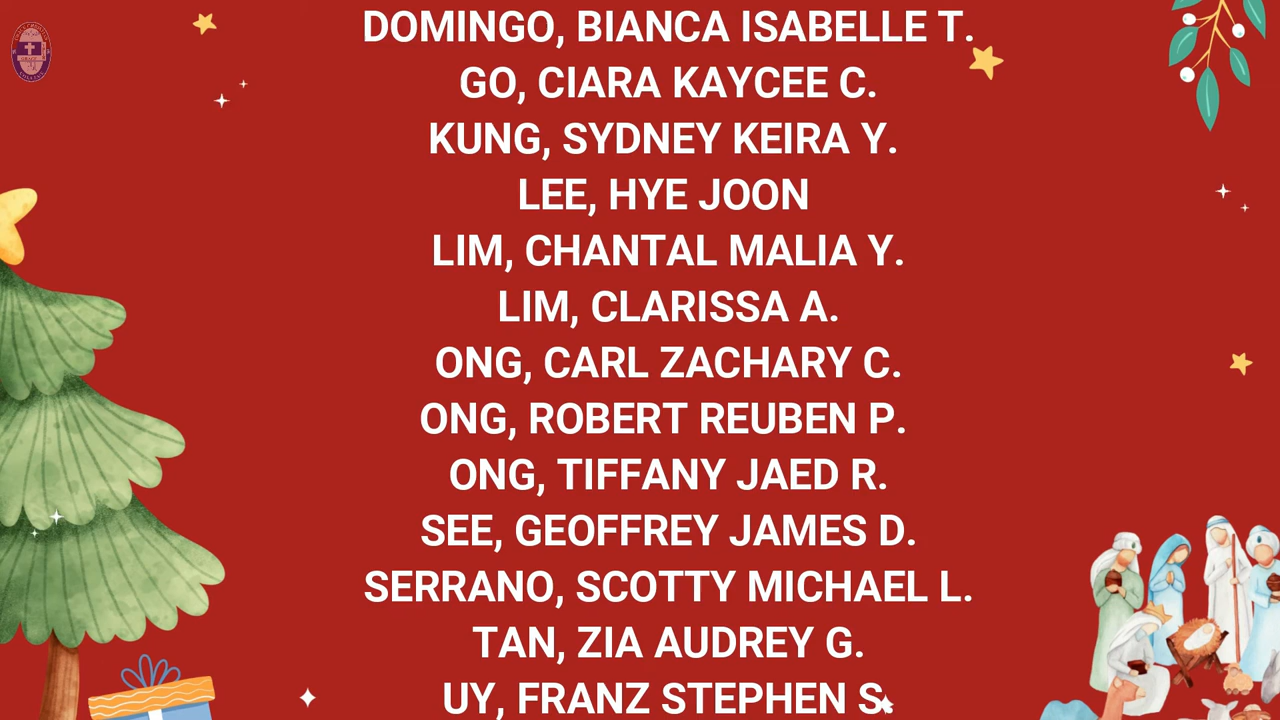 DOMINGO, BIANCA ISABELLE T.
GO, CIARA KAYCEE C.
KUNG, SYDNEY KEIRA Y.
LEE, HYE JOON
LIM, CHANTAL MALIA Y.
LIM, CLARISSA A.
ONG, CARL ZACHARY C.
ONG, ROBERT REUBEN P.
ONG, TIFFANY JAED R.
SEE, GEOFFREY JAMES D.
SERRANO, SCOTTY MICHAEL L.
TAN, ZIA AUDREY G.
UY, FRANZ STEPHEN S.